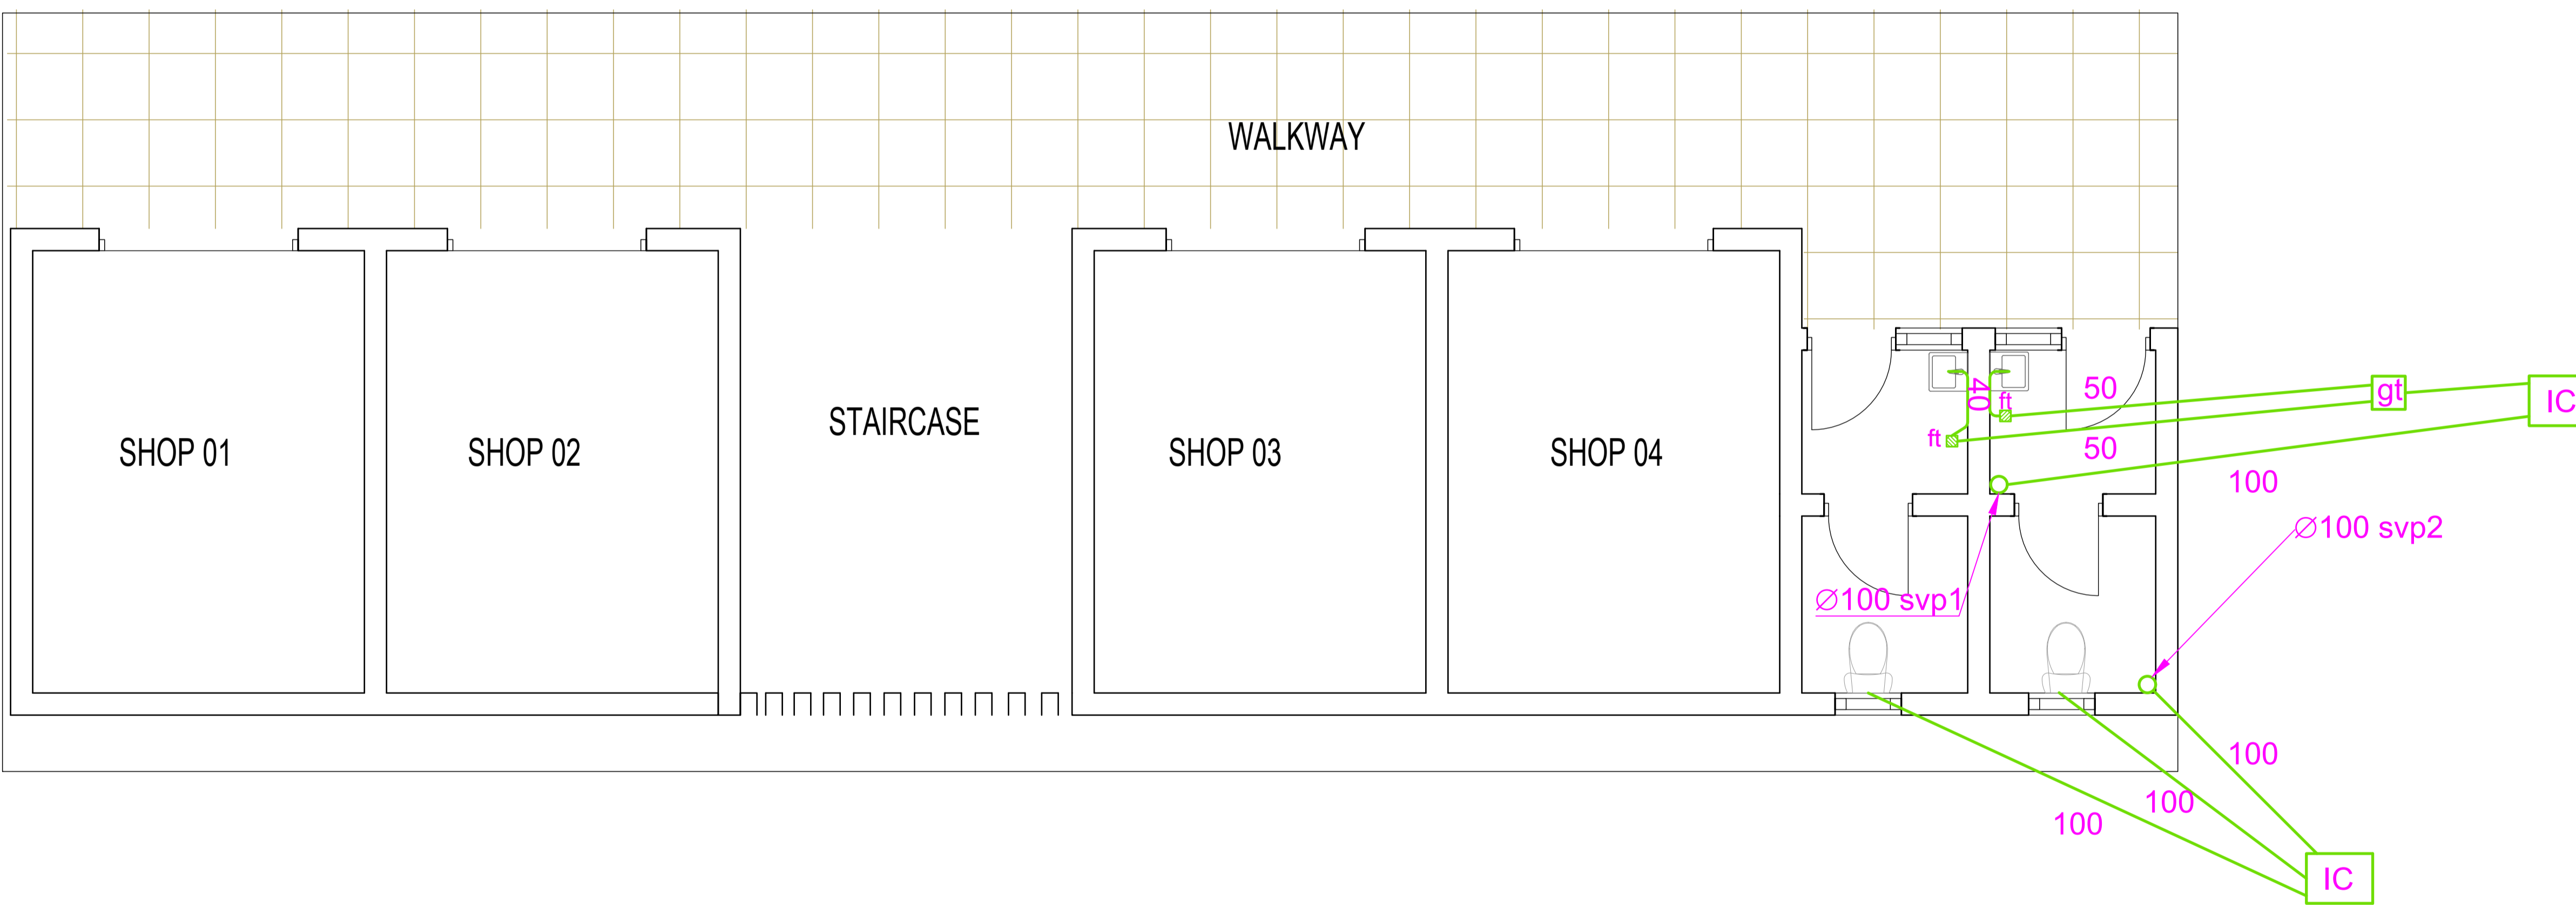 WALKWAY
SHOP 01
SHOP 02
STAIRCASE
SHOP 03
SHOP 04
40
ft
ft
50
50
gt
IC
100
∅100 svp1
∅100 svp2
100
100
100
IC